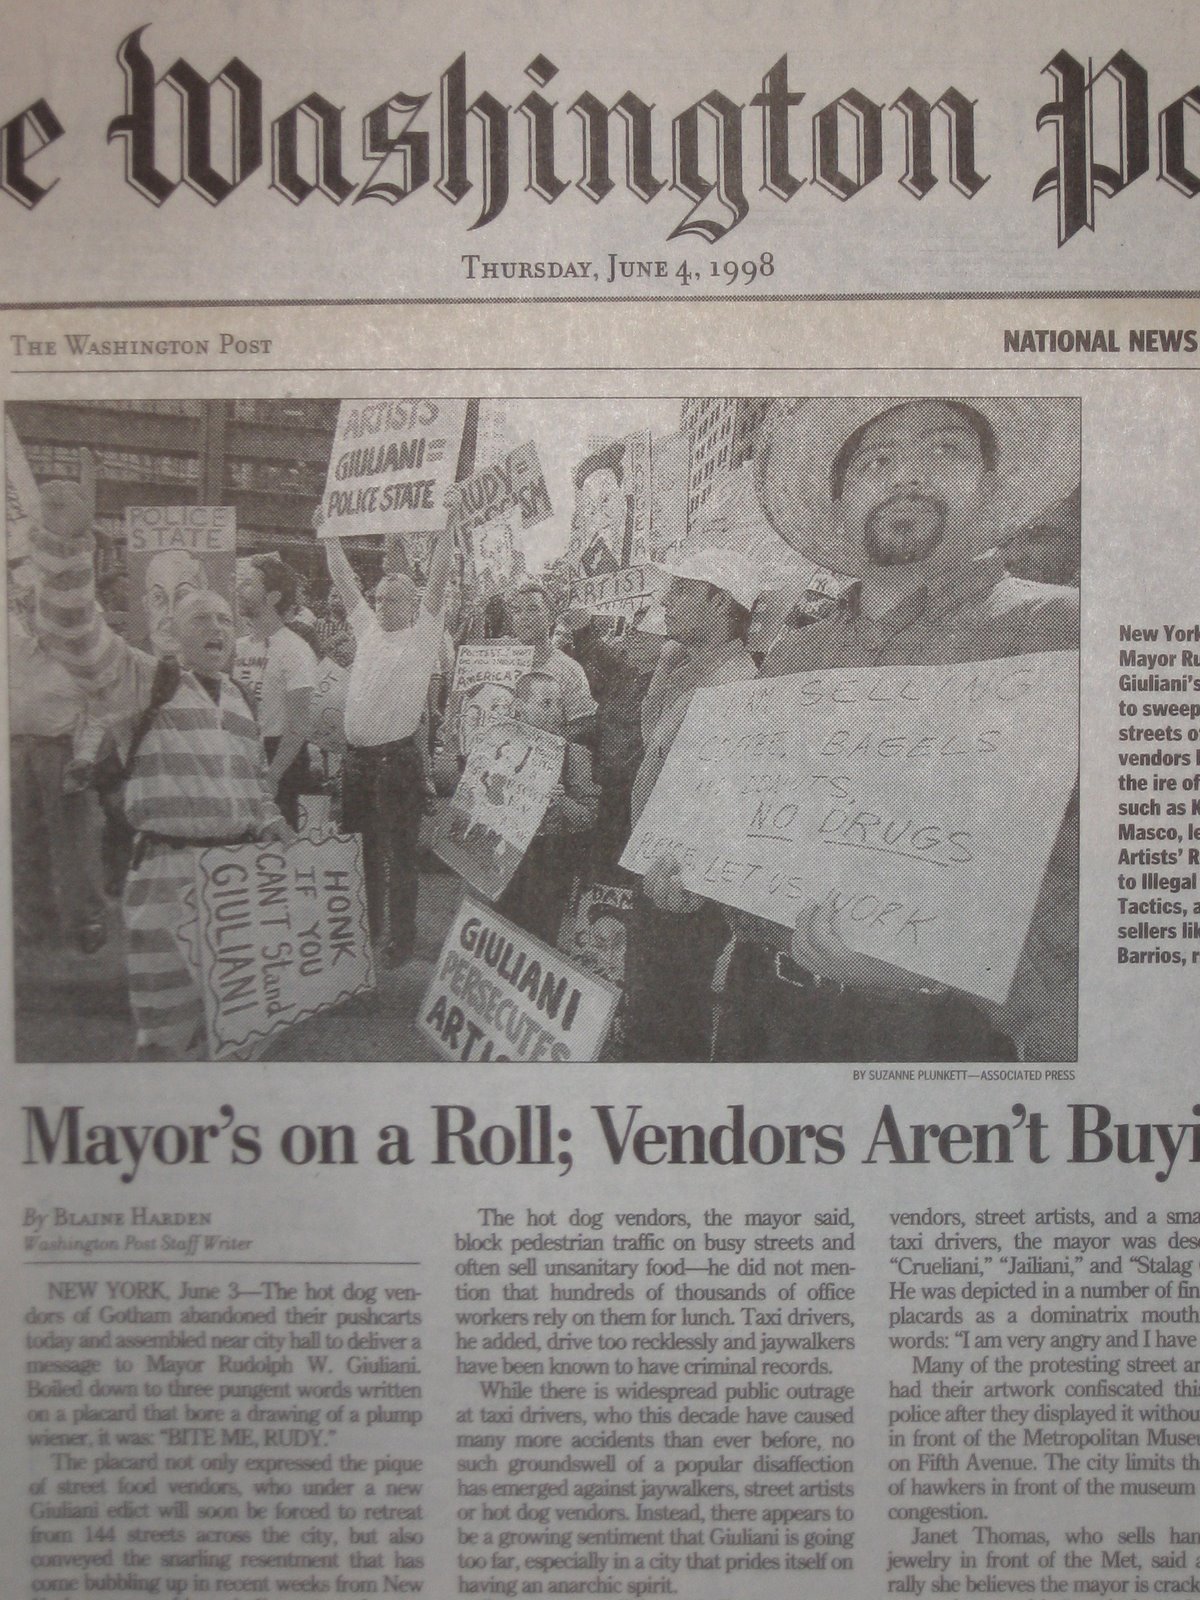 e Washington Po
THURSDAY, JUNE 4, 1998
THE WASHINGTON POST
NATIONAL NEWS
ARTISTS
GIULIANI =
POLICE STATE
POLICE
STATE
RUDY=
ARTIST
AMERICA?
SELLING
BAGELS
NO DRUGS
LET US WORK
HONK
IF YOU
CAN'T Stand
GIULIANI
GIULIANI
PERSECUTES
ARTIS
New York
Mayor Ru
Giuliani's
to sweep
streets of
vendors h
the ire of
such as K
Masco, le
Artists' R
to Illegal
Tactics, a
sellers lik
Barrios, r
BY SUZANNE PLUNKETT—ASSOCIATED PRESS
Mayor's on a Roll; Vendors Aren't Buyi
By BLAINE HARDEN
Washington Post Staff Writer
NEW YORK, June 3—The hot dog ven-
dors of Gotham abandoned their pushcarts
today and assembled near city hall to deliver a
message to Mayor Rudolph W. Giuliani.
Boiled down to three pungent words written
on a placard that bore a drawing of a plump
wiener, it was: "BITE ME, RUDY."
The placard not only expressed the pique
of street food vendors, who under a new
Giuliani edict will soon be forced to retreat
from 144 streets across the city, but also
conveyed the snarling resentment that has
come bubbling up in recent weeks from New
The hot dog vendors, the mayor said,
block pedestrian traffic on busy streets and
often sell unsanitary food—he did not men-
tion that hundreds of thousands of office
workers rely on them for lunch. Taxi drivers,
he added, drive too recklessly and jaywalkers
have been known to have criminal records.
While there is widespread public outrage
at taxi drivers, who this decade have caused
many more accidents than ever before, no
such groundswell of a popular disaffection
has emerged against jaywalkers, street artists
or hot dog vendors. Instead, there appears to
be a growing sentiment that Giuliani is going
too far, especially in a city that prides itself on
having an anarchic spirit.
vendors, street artists, and a sma
taxi drivers, the mayor was desc
"Crueliani," "Jailiani," and "Stalag
He was depicted in a number of fin
placards as a dominatrix mouth
words: "I am very angry and I have
Many of the protesting street ar
had their artwork confiscated this
police after they displayed it withou
in front of the Metropolitan Museu
on Fifth Avenue. The city limits th
of hawkers in front of the museum
congestion.
Janet Thomas, who sells han
jewelry in front of the Met, said a
rally she believes the mayor is crack